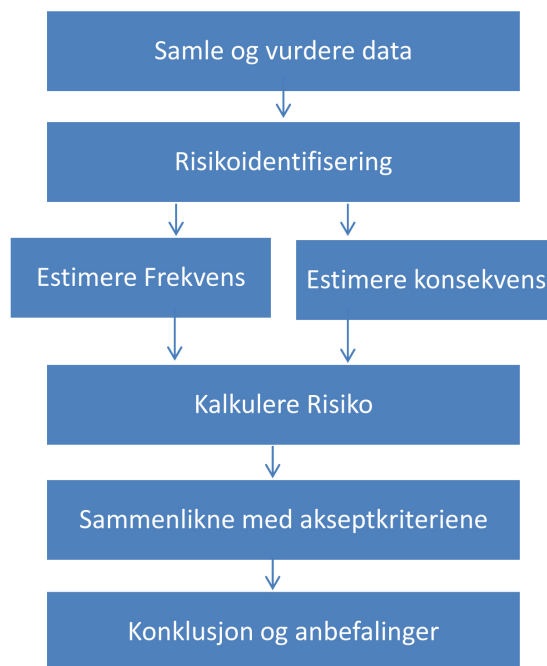 Samle og vurdere data
Risikoidentifisering
Estimere Frekvens
Estimere konsekvens
Kalkulere Risiko
Sammenlikne med akseptkriteriene
Konklusjon og anbefalinger